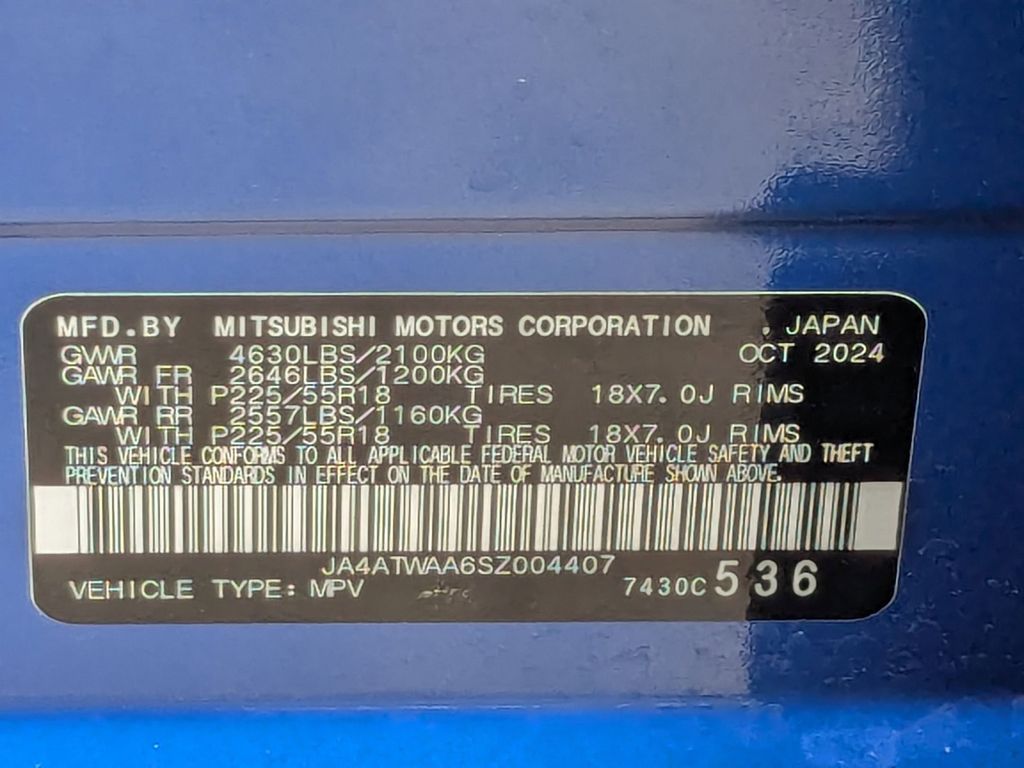 MFD.BY MITSUBISHI MOTORS CORPORATION , JAPAN
GVWR 4630LBS/2100KG OCT 2024
GAWR FR 2646LBS/1200KG
WITH P225/55R18 TIRES 18X7.0J RIMS
GAWR RR 2557LBS/1160KG
WITH P225/55R18 TIRES 18X7.0J RIMS
THIS VEHICLE CONFORMS TO ALL APPLICABLE FEDERAL MOTOR VEHICLE SAFETY AND THEFT
PREVENTION STANDARDS IN EFFECT ON THE DATE OF MANUFACTURE SHOWN ABOVE.
JA4ATWAA6SZ004407
VEHICLE TYPE: MPV 7430C 536